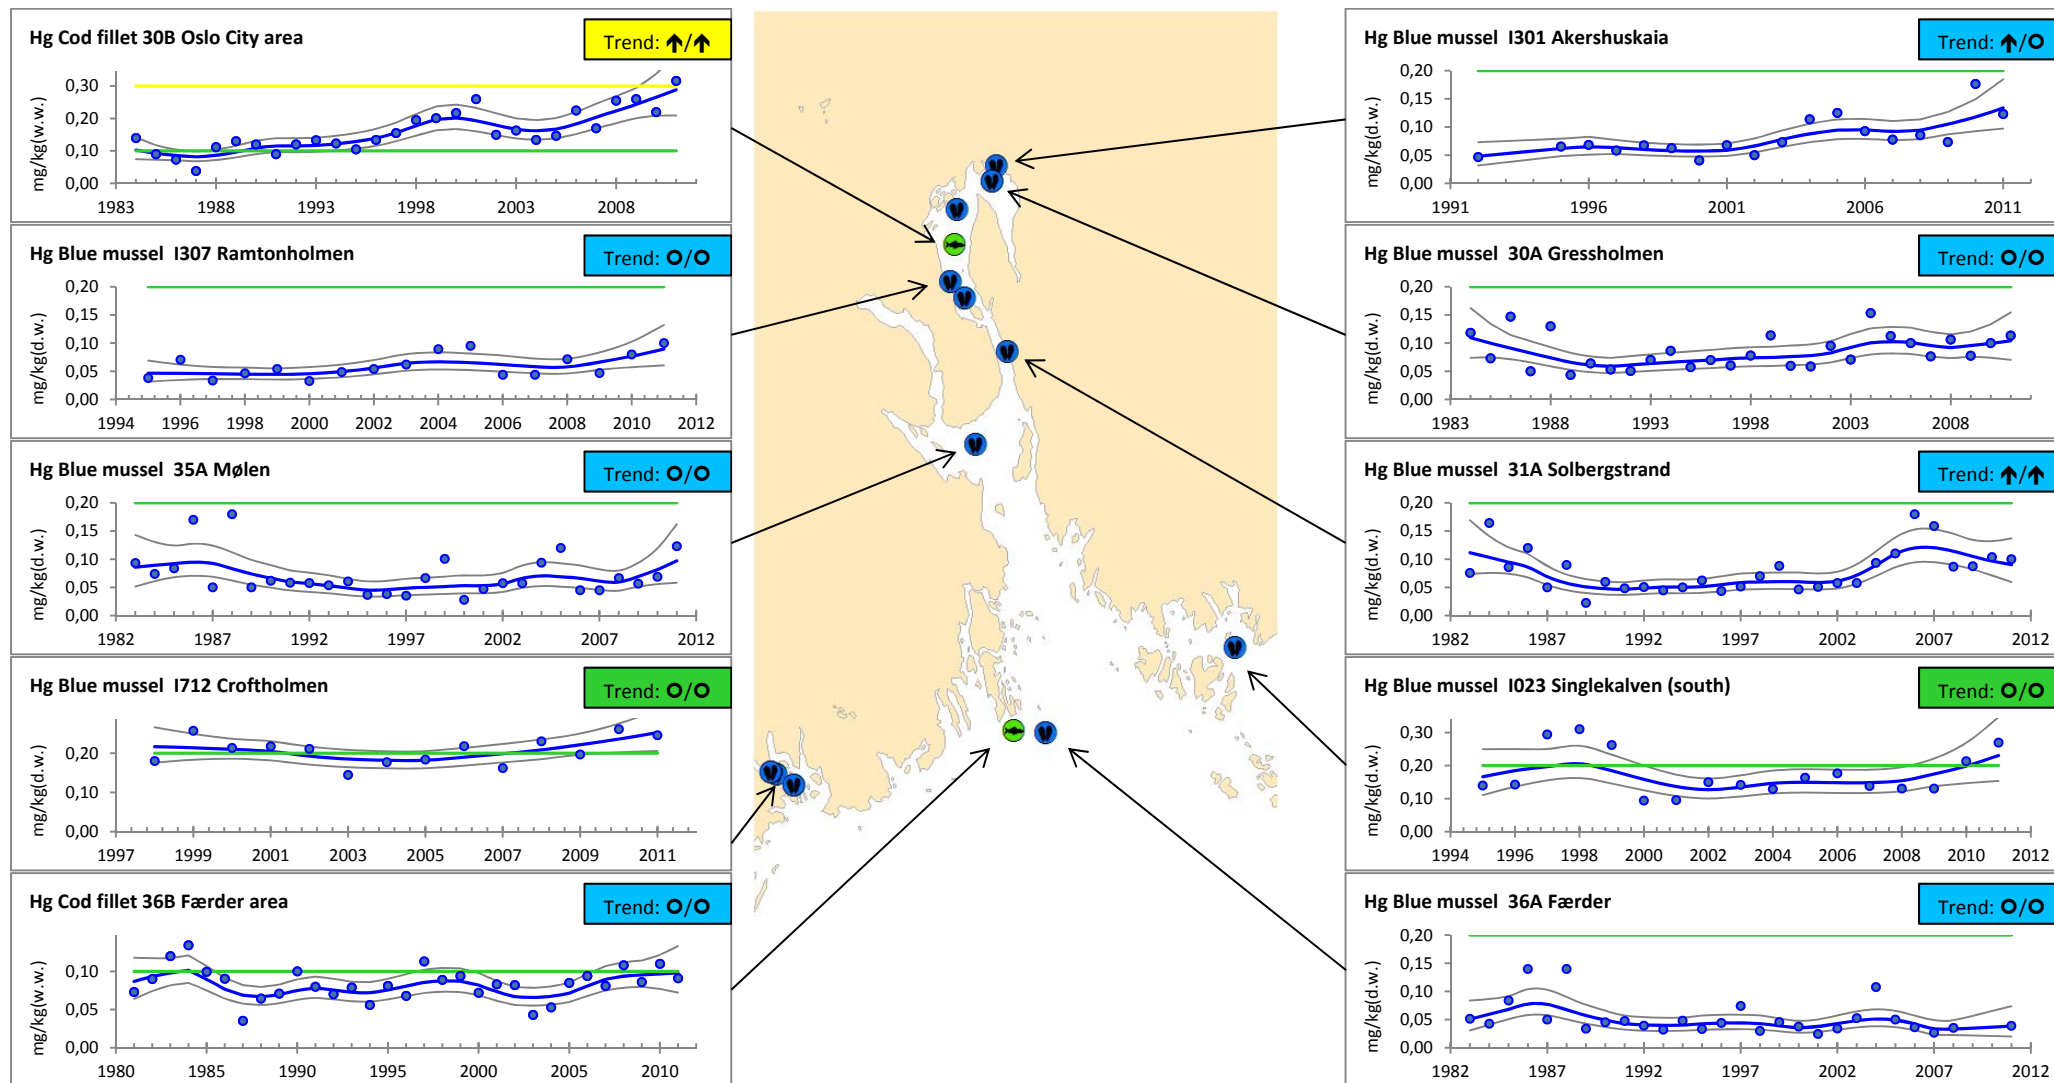 Hg Cod fillet 30B Oslo City area
Trend: ↑/↑
mg/kg(w.w.)
0,30
0,20
0,10
0,00
1983 1988 1993 1998 2003 2008
Hg Blue mussel I307 Ramtonholmen
Trend: O/O
mg/kg(d.w.)
0,20
0,15
0,10
0,05
0,00
1994 1996 1998 2000 2002 2004 2006 2008 2010 2012
Hg Blue mussel 35A Mølen
Trend: O/O
mg/kg(d.w.)
0,20
0,15
0,10
0,05
0,00
1982 1987 1992 1997 2002 2007 2012
Hg Blue mussel I712 Croftholmen
Trend: O/O
mg/kg(d.w.)
0,20
0,10
0,00
1997 1999 2001 2003 2005 2007 2009 2011
Hg Cod fillet 36B Færder area
Trend: O/O
mg/kg(w.w.)
0,10
0,05
0,00
1980 1985 1990 1995 2000 2005 2010
Hg Blue mussel I301 Akershuskaia
Trend: ↑/O
mg/kg(d.w.)
0,20
0,15
0,10
0,05
0,00
1991 1996 2001 2006 2011
Hg Blue mussel 30A Gressholmen
Trend: O/O
mg/kg(d.w.)
0,20
0,15
0,10
0,05
0,00
1983 1988 1993 1998 2003 2008
Hg Blue mussel 31A Solbergstrand
Trend: ↑/↑
mg/kg(d.w.)
0,20
0,15
0,10
0,05
0,00
1982 1987 1992 1997 2002 2007 2012
Hg Blue mussel I023 Singlekalven (south)
Trend: O/O
mg/kg(d.w.)
0,30
0,20
0,10
0,00
1994 1996 1998 2000 2002 2004 2006 2008 2010 2012
Hg Blue mussel 36A Færder
Trend: O/O
mg/kg(d.w.)
0,20
0,15
0,10
0,05
0,00
1982 1987 1992 1997 2002 2007 2012